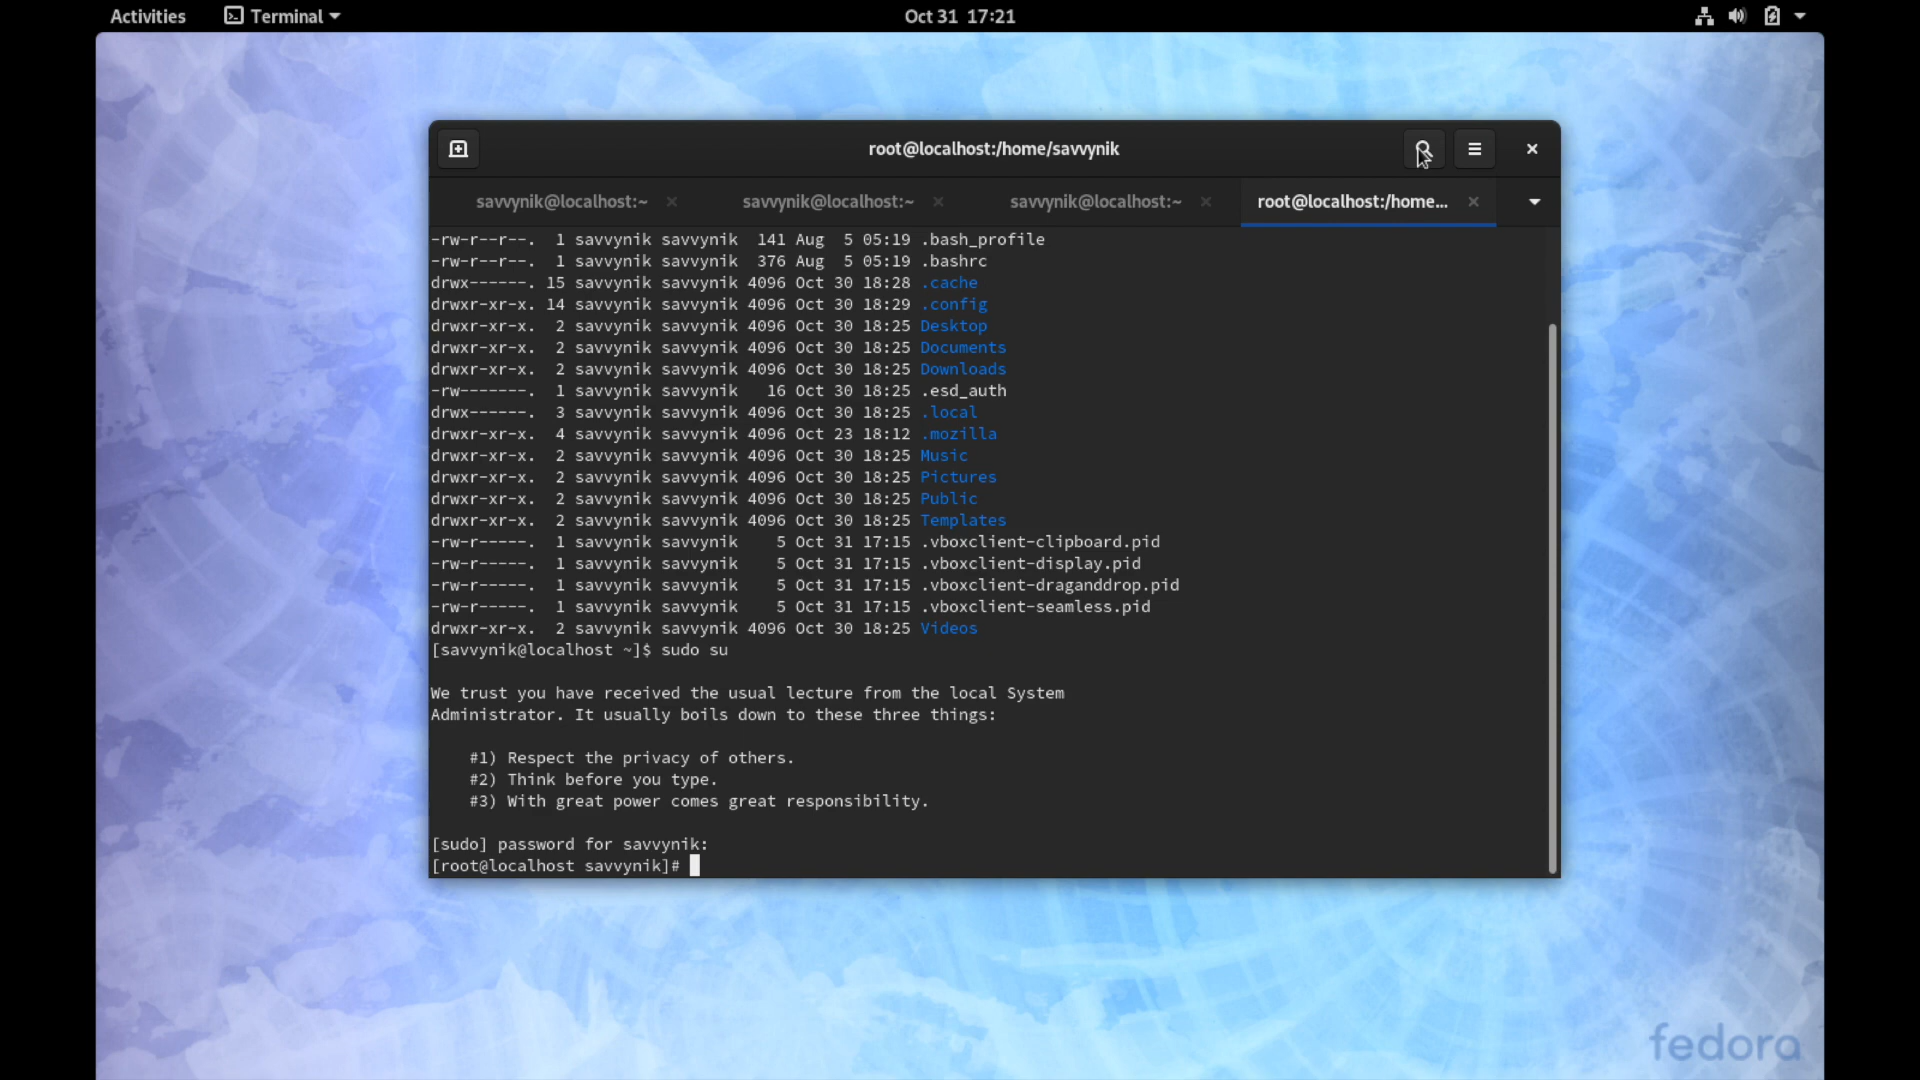 Activities Terminal Oct 31 17:21
root@localhost:/home/savvynik
savvynik@localhost:~ savvynik@localhost:~ savvynik@localhost:~ root@localhost:/home...
-rw-r--r--. 1 savvynik savvynik 141 Aug 5 05:19 .bash_profile
-rw-r--r--. 1 savvynik savvynik 376 Aug 5 05:19 .bashrc
drwx------. 15 savvynik savvynik 4096 Oct 30 18:28 .cache
drwxr-xr-x. 14 savvynik savvynik 4096 Oct 30 18:29 .config
drwxr-xr-x. 2 savvynik savvynik 4096 Oct 30 18:25 Desktop
drwxr-xr-x. 2 savvynik savvynik 4096 Oct 30 18:25 Documents
drwxr-xr-x. 2 savvynik savvynik 4096 Oct 30 18:25 Downloads
-rw-------. 1 savvynik savvynik 16 Oct 30 18:25 .esd_auth
drwx------. 3 savvynik savvynik 4096 Oct 30 18:25 .local
drwxr-xr-x. 4 savvynik savvynik 4096 Oct 23 18:12 .mozilla
drwxr-xr-x. 2 savvynik savvynik 4096 Oct 30 18:25 Music
drwxr-xr-x. 2 savvynik savvynik 4096 Oct 30 18:25 Pictures
drwxr-xr-x. 2 savvynik savvynik 4096 Oct 30 18:25 Public
drwxr-xr-x. 2 savvynik savvynik 4096 Oct 30 18:25 Templates
-rw-r-----. 1 savvynik savvynik 5 Oct 31 17:15 .vboxclient-clipboard.pid
-rw-r-----. 1 savvynik savvynik 5 Oct 31 17:15 .vboxclient-display.pid
-rw-r-----. 1 savvynik savvynik 5 Oct 31 17:15 .vboxclient-draganddrop.pid
-rw-r-----. 1 savvynik savvynik 5 Oct 31 17:15 .vboxclient-seamless.pid
drwxr-xr-x. 2 savvynik savvynik 4096 Oct 30 18:25 Videos
[savvynik@localhost ~]$ sudo su
We trust you have received the usual lecture from the local System
Administrator. It usually boils down to these three things:
#1) Respect the privacy of others.
#2) Think before you type.
#3) With great power comes great responsibility.
[sudo] password for savvynik:
[root@localhost savvynik]#
fedora